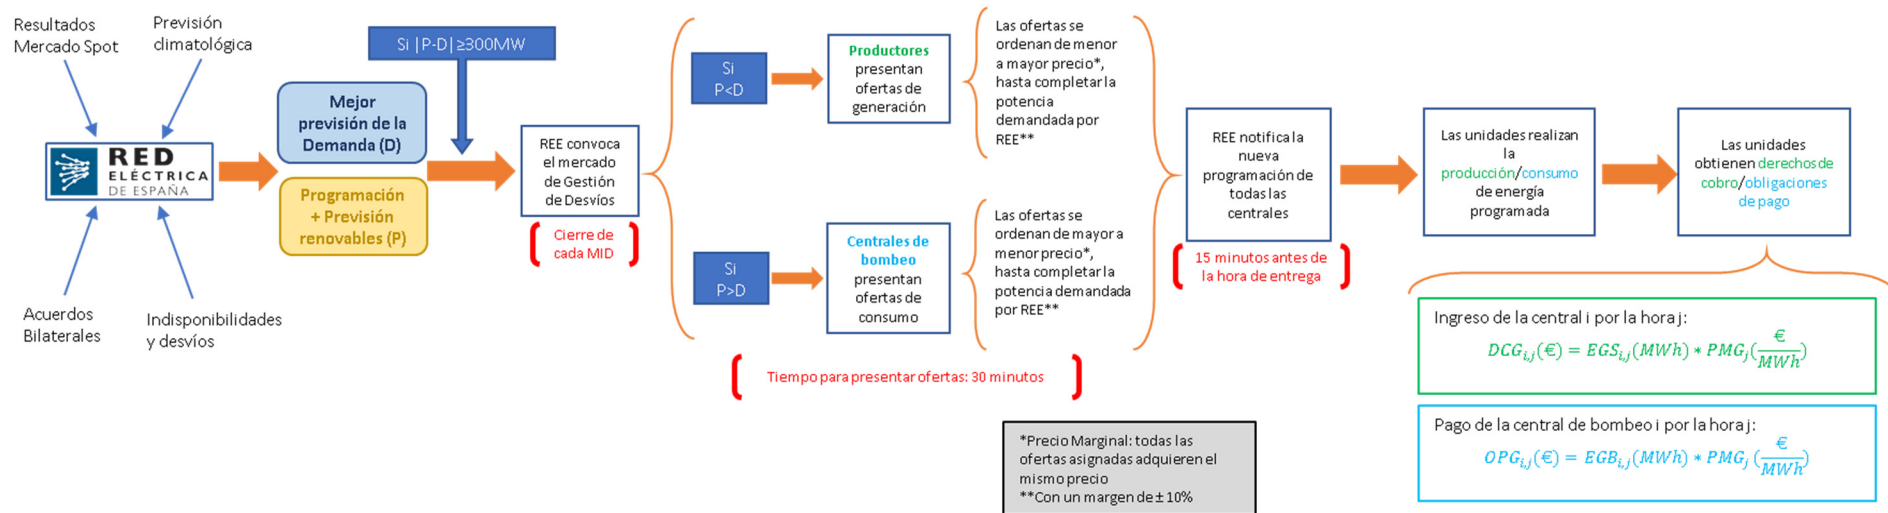 Resultados
Mercado Spot
Previsión
climatológica
RED
ELÉCTRICA
DE ESPAÑA
Acuerdos
Bilaterales
Indisponibilidades
y desvíos
Mejor
previsión de la
Demanda (D)
Programación
+ Previsión
renovables (P)
Si |P-D|≥300MW
REE convoca
el mercado
de Gestión
de Desvíos
Cierre de
cada MID
Si
P<D
Productores
presentan
ofertas de
generación
Las ofertas se
ordenan de menor
a mayor precio*,
hasta completar la
potencia
demandada por
REE**
Si
P>D
Centrales de
bombeo
presentan
ofertas de
consumo
Las ofertas se
ordenan de mayor a
menor precio*,
hasta completar la
potencia demandada
por REE**
Tiempo para presentar ofertas: 30 minutos
REE notifica la
nueva
programación de
todas las
centrales
15 minutos antes de
la hora de entrega
Las unidades realizan
la
producción/consumo
de energía
programada
Las unidades
obtienen derechos de
cobro/obligaciones
de pago
Ingreso de la central i por la hora j:
DCG_{i,j}(€) = EGS_{i,j}(MWh) * PMG_j(€/MWh)
Pago de la central de bombeo i por la hora j:
OPG_{i,j}(€) = EGB_{i,j}(MWh) * PMG_j (€/MWh)
*Precio Marginal: todas las
ofertas asignadas adquieren el
mismo precio
**Con un margen de ± 10%